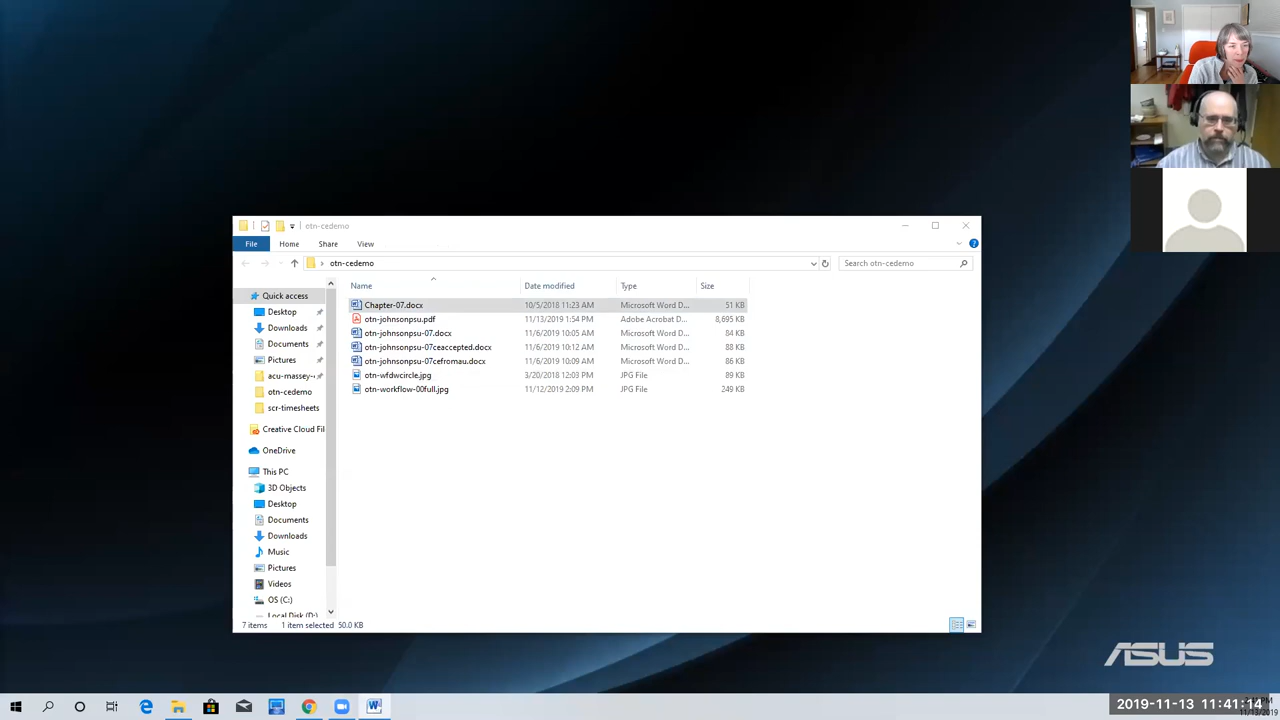 otn-cedemo
File Home Share View
otn-cedemo
Search otn-cedemo
Name Date modified Type Size
Quick access
Desktop
Downloads
Documents
Pictures
acu-massey-
otn-cedemo
scr-timesheets
Creative Cloud Fil
OneDrive
This PC
3D Objects
Desktop
Documents
Downloads
Music
Pictures
Videos
OS (C:)
Local Disk (D:)
Chapter-07.docx 10/5/2018 11:23 AM Microsoft Word D... 51 KB
otn-johnsonpsu.pdf 11/13/2019 1:54 PM Adobe Acrobat D... 8,695 KB
otn-johnsonpsu-07.docx 11/6/2019 10:05 AM Microsoft Word D... 84 KB
otn-johnsonpsu-07ceaccepted.docx 11/6/2019 10:12 AM Microsoft Word D... 88 KB
otn-johnsonpsu-07cefromau.docx 11/6/2019 10:09 AM Microsoft Word D... 86 KB
otn-wfdwcircle.jpg 3/20/2018 12:03 PM JPG File 89 KB
otn-workflow-00full.jpg 11/12/2019 2:09 PM JPG File 249 KB
7 items 1 item selected 50.0 KB
ASUS
2019-11-13 11:41:14
11/13/2019